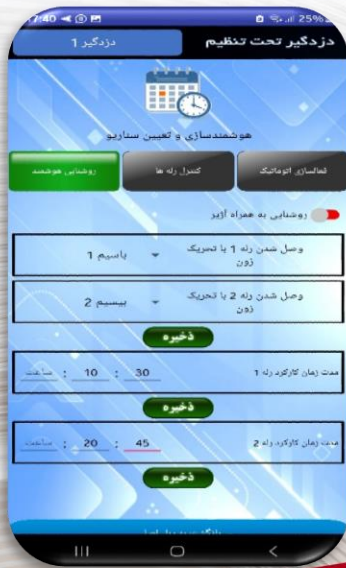 7:40
25%
دزدگیر تحت تنظیم
دزدگیر 1
هوشمندسازی و تعیین سناریو
فعالسازی اتوماتیک
کنترل رله ها
روشنایی هوشمند
روشنایی به همراه آژیر
وصل شدن رله 1 با تحریک زون
باسیم 1
وصل شدن رله 2 با تحریک زون
بیسیم 2
ذخیره
مدت زمان کارکرد رله 1
30 : 10 : ساعت
ذخیره
مدت زمان کارکرد رله 2
45 : 20 : ساعت
ذخیره